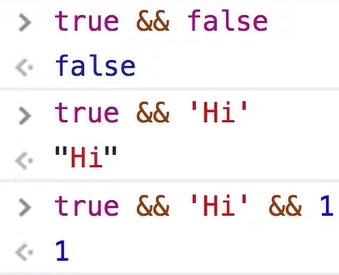 > true && false
<· false
> true && 'Hi'
<· "Hi"
> true && 'Hi' && 1
<· 1